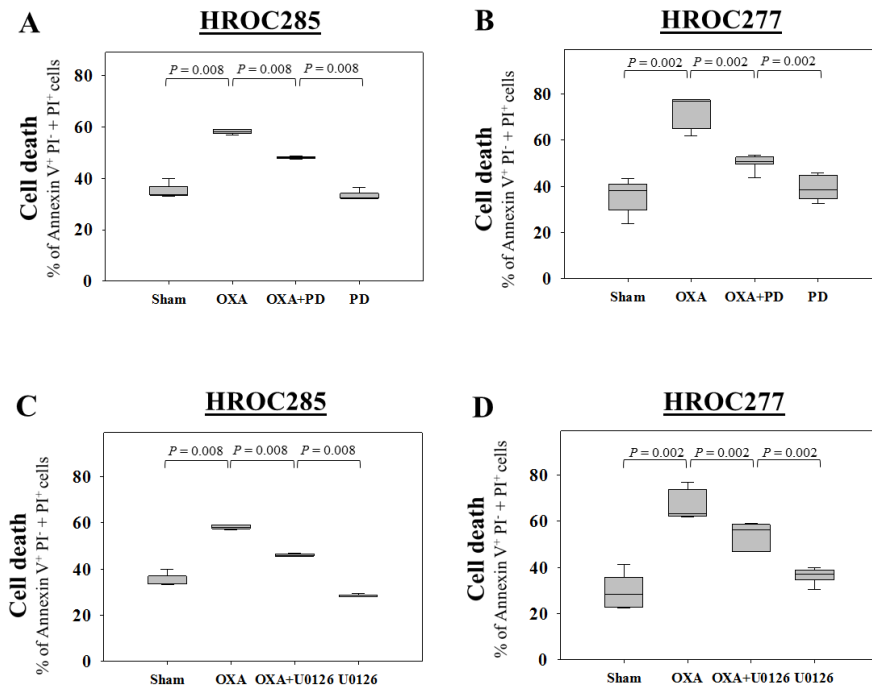 A
HROC285
Cell death
% of Annexin V⁺ PI⁻ + PI⁺ cells
80
60
40
20
0
P = 0.008 P = 0.008 P = 0.008
Sham OXA OXA+PD PD
B
HROC277
Cell death
% of Annexin V⁺ PI⁻ + PI⁺ cells
80
60
40
20
0
P = 0.002 P = 0.002 P = 0.002
Sham OXA OXA+PD PD
C
HROC285
Cell death
% of Annexin V⁺ PI⁻ + PI⁺ cells
80
60
40
20
0
P = 0.008 P = 0.008 P = 0.008
Sham OXA OXA+U0126 U0126
D
HROC277
Cell death
% of Annexin V⁺ PI⁻ + PI⁺ cells
80
60
40
20
0
P = 0.002 P = 0.002 P = 0.002
Sham OXA OXA+U0126 U0126